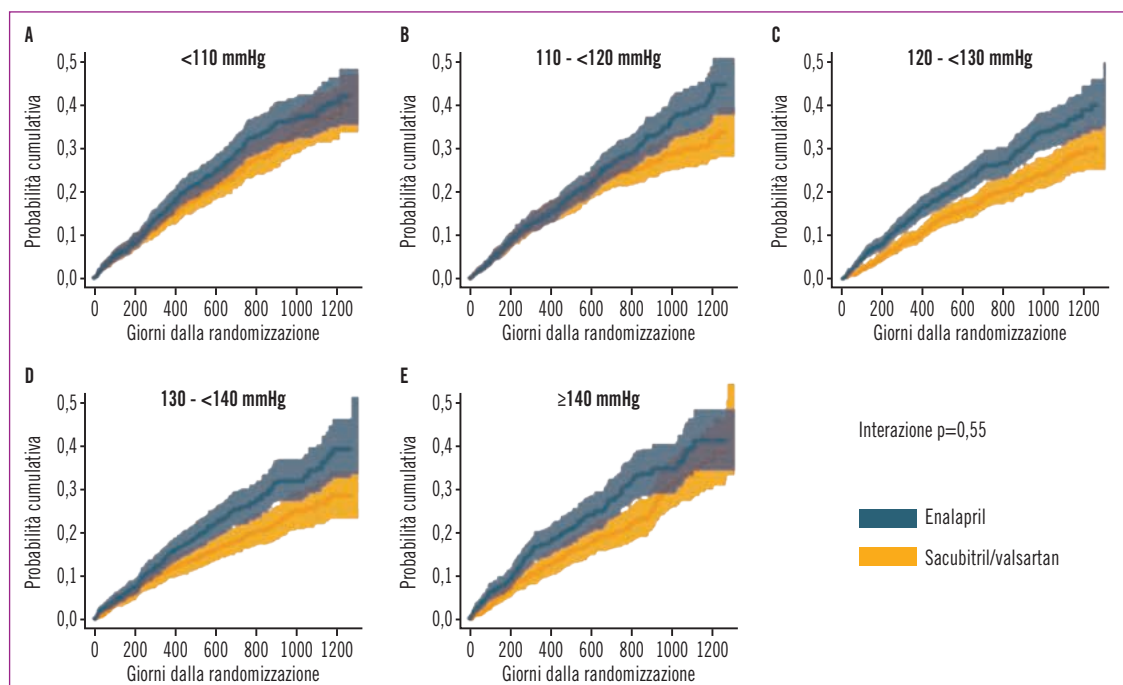 A
<110 mmHg
0,5
0,4
0,3
0,2
0,1
0,0
Probabilità cumulativa
0 200 400 600 800 1000 1200
Giorni dalla randomizzazione
B
110 - <120 mmHg
0,5
0,4
0,3
0,2
0,1
0,0
Probabilità cumulativa
0 200 400 600 800 1000 1200
Giorni dalla randomizzazione
C
120 - <130 mmHg
0,5
0,4
0,3
0,2
0,1
0,0
Probabilità cumulativa
0 200 400 600 800 1000 1200
Giorni dalla randomizzazione
D
130 - <140 mmHg
0,5
0,4
0,3
0,2
0,1
0,0
Probabilità cumulativa
0 200 400 600 800 1000 1200
Giorni dalla randomizzazione
E
≥140 mmHg
0,5
0,4
0,3
0,2
0,1
0,0
Probabilità cumulativa
0 200 400 600 800 1000 1200
Giorni dalla randomizzazione
Interazione p=0,55
Enalapril
Sacubitril/valsartan